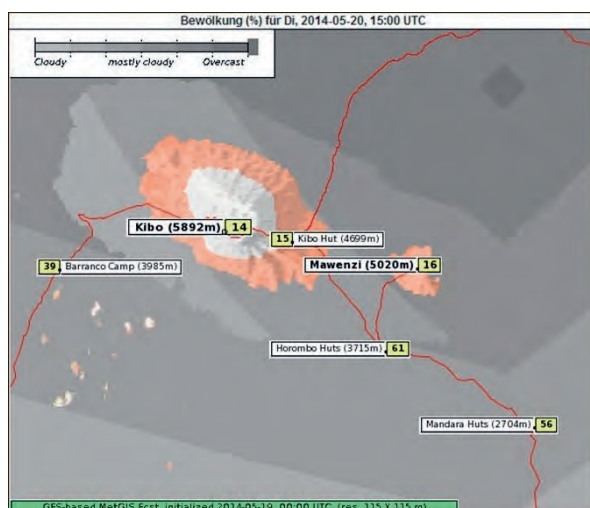 Bewölkung (%) für Di, 2014-05-20, 15:00 UTC
Cloudy mostly cloudy Overcast
Kibo (5892m) 14
15 Kibo Hut (4699m)
39 Barranco Camp (3985m)
Mawenzi (5020m) 16
Horombo Huts (3715m) 61
Mandara Huts (2704m) 56
GFS-based MetGIS Fcst, initialized 2014-05-19, 00:00 UTC, (res. 115 X 115 m)